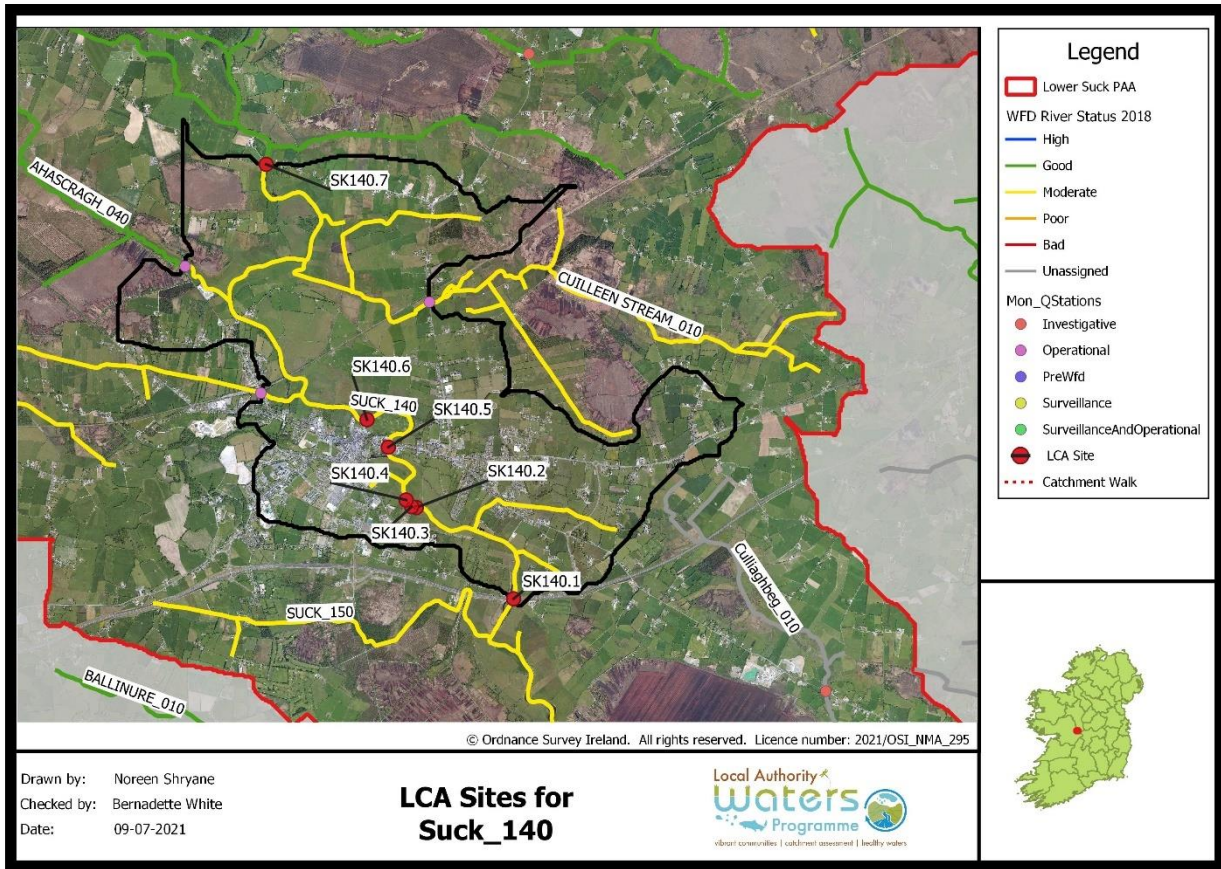 AHASCRAGH_040
SK140.7
CUILLEEN STREAM_010
SK140.6
SUCK_140
SK140.5
SK140.4
SK140.2
SK140.3
SK140.1
Culliaghbeg_010
SUCK_150
BALLINURE_010
© Ordnance Survey Ireland. All rights reserved. Licence number: 2021/OSI_NMA_295
Legend
Lower Suck PAA
WFD River Status 2018
High
Good
Moderate
Poor
Bad
Unassigned
Mon_QStations
Investigative
Operational
PreWfd
Surveillance
SurveillanceAndOperational
LCA Site
Catchment Walk
Drawn by: Noreen Shryane
Checked by: Bernadette White
Date: 09-07-2021
LCA Sites for
Suck_140
Local Authority
Waters
Programme
vibrant communities | catchment assessment | healthy waters